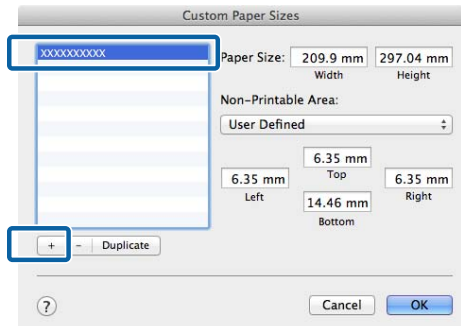 Custom Paper Sizes
XXXXXXXXXX
Paper Size: 209.9 mm 297.04 mm
Width Height
Non-Printable Area:
User Defined
6.35 mm
Top
6.35 mm 6.35 mm
Left Right
14.46 mm
Bottom
+ - Duplicate
? Cancel OK